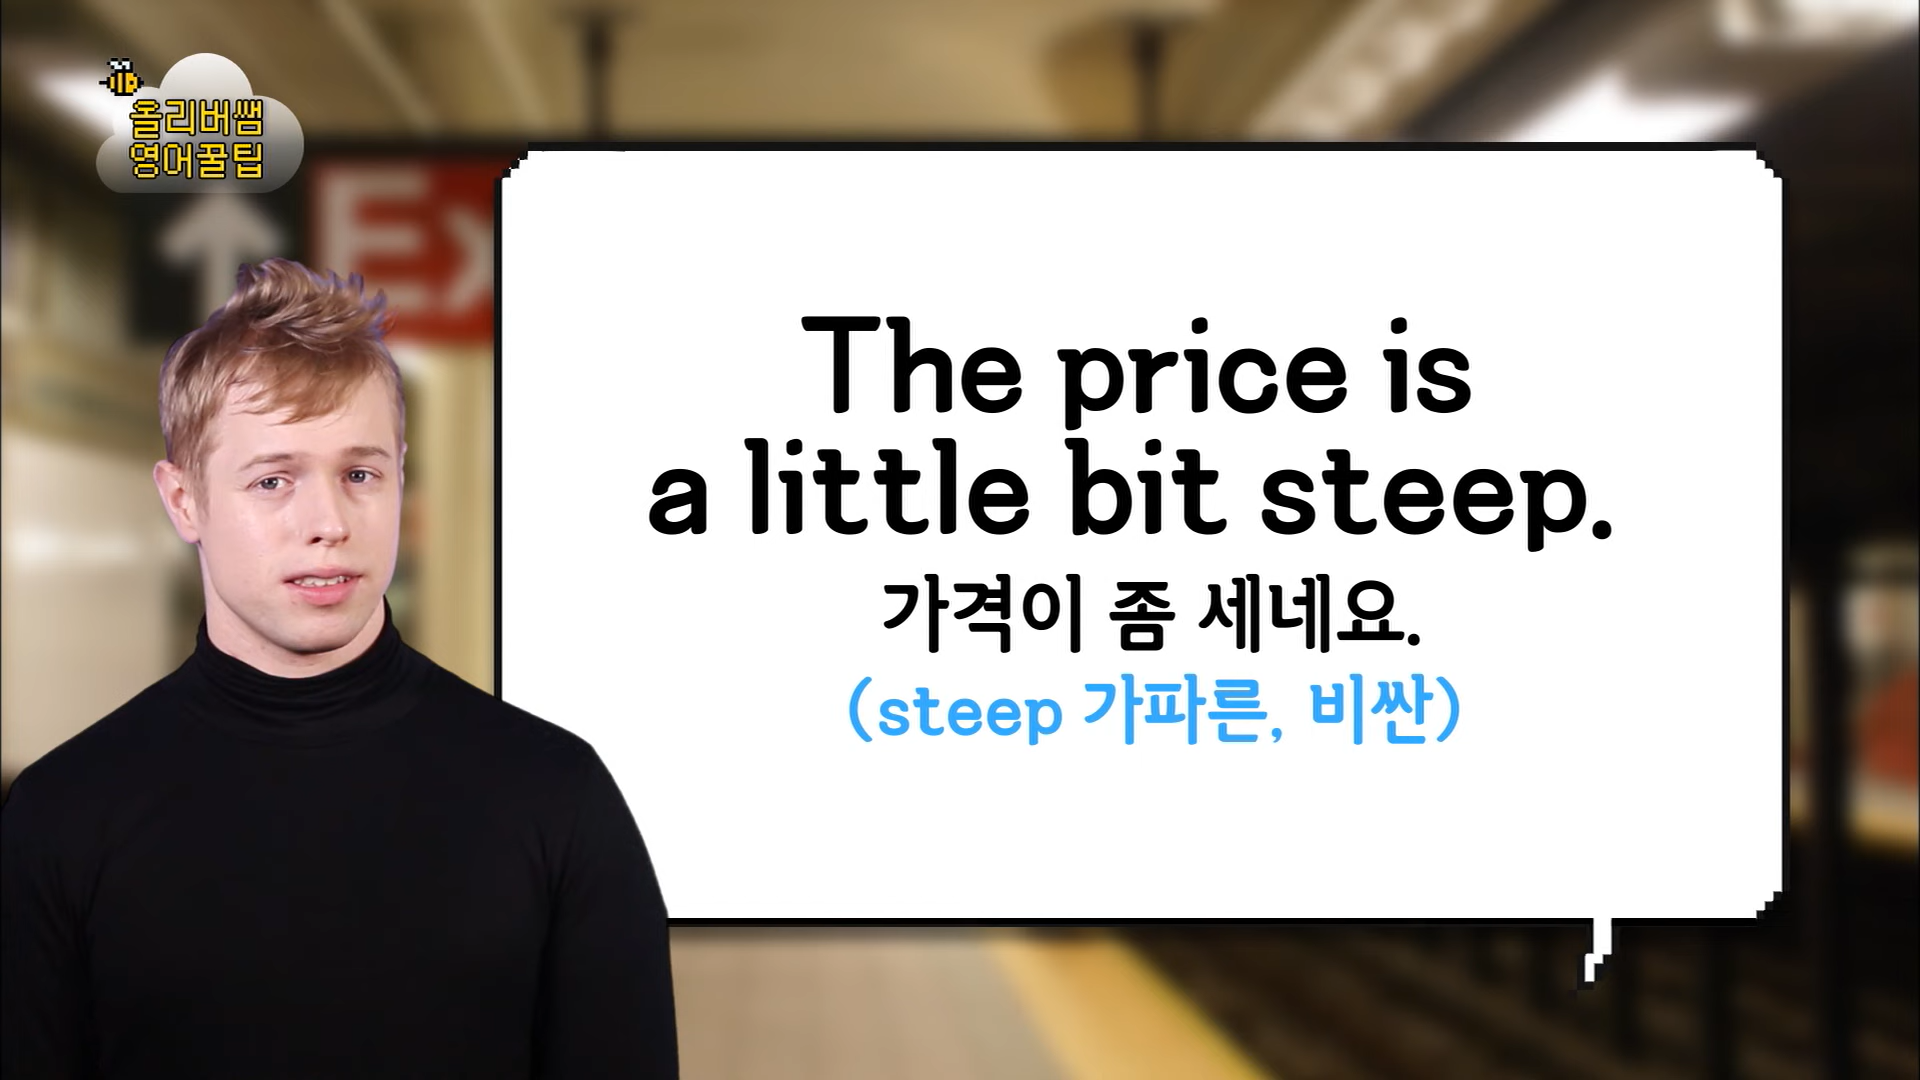 올리버쌤
영어꿀팁
Ex
The price is
a little bit steep.
가격이 좀 세네요.
(steep 가파른, 비싼)